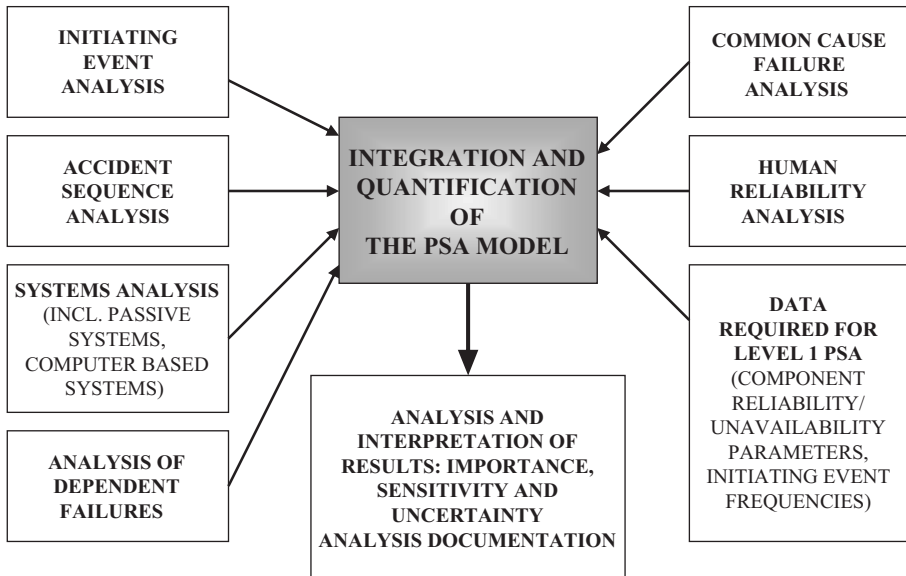 INITIATING
EVENT
ANALYSIS
ACCIDENT
SEQUENCE
ANALYSIS
SYSTEMS ANALYSIS
(INCL. PASSIVE
SYSTEMS,
COMPUTER BASED
SYSTEMS)
ANALYSIS OF
DEPENDENT
FAILURES
INTEGRATION AND
QUANTIFICATION
OF
THE PSA MODEL
ANALYSIS AND
INTERPRETATION OF
RESULTS: IMPORTANCE,
SENSITIVITY AND
UNCERTAINTY
ANALYSIS DOCUMENTATION
COMMON CAUSE
FAILURE
ANALYSIS
HUMAN
RELIABILITY
ANALYSIS
DATA
REQUIRED FOR
LEVEL 1 PSA
(COMPONENT
RELIABILITY/
UNAVAILABILITY
PARAMETERS,
INITIATING EVENT
FREQUENCIES)